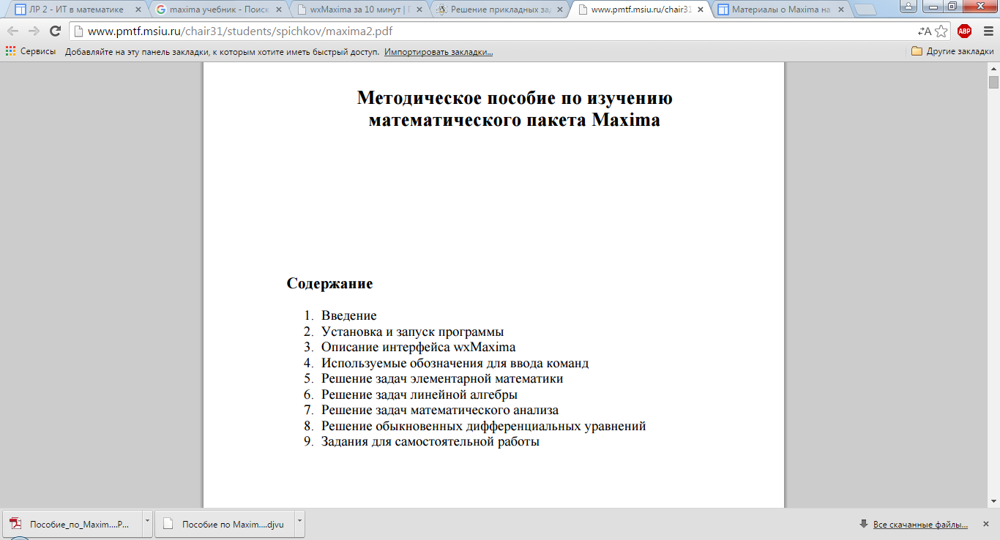 ЛР 2 - ИТ в математике
maxima учебник - Поиск
wxMaxima за 10 минут |
Решение прикладных
www.pmtf.msiu.ru/chair31
Материалы о Maxima на
www.pmtf.msiu.ru/chair31/students/spichkov/maxima2.pdf
A
ABP
Сервисы
Добавляйте на эту панель закладки, к которым хотите иметь быстрый доступ. Импортировать закладки...
Другие закладки
Методическое пособие по изучению
математического пакета Maxima
Содержание
1. Введение
2. Установка и запуск программы
3. Описание интерфейса wxMaxima
4. Используемые обозначения для ввода команд
5. Решение задач элементарной математики
6. Решение задач линейной алгебры
7. Решение задач математического анализа
8. Решение обыкновенных дифференциальных уравнений
9. Задания для самостоятельной работы
Пособие_по_Maxim....P...
Пособие по Maxim....djvu
Все скачанные файлы...